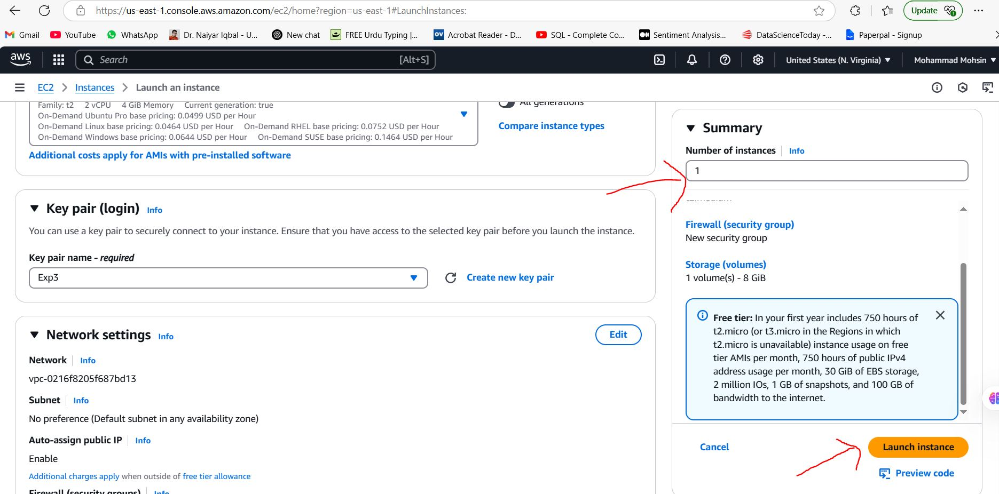 https://us-east-1.console.aws.amazon.com/ec2/home?region=us-east-1#LaunchInstances:
Update
Gmail YouTube WhatsApp Dr. Naiyar Iqbal - U... New chat FREE Urdu Typing |... Acrobat Reader - D... SQL - Complete Co... Sentiment Analysis... DataScienceToday -... Paperpal - Signup
aws Search [Alt+S] United States (N. Virginia) Mohammad Mohsin
EC2 Instances Launch an instance
Family: t2 2 vCPU 4 GiB Memory Current generation: true
On-Demand Ubuntu Pro base pricing: 0.0499 USD per Hour
On-Demand Linux base pricing: 0.0464 USD per Hour On-Demand RHEL base pricing: 0.0752 USD per Hour
On-Demand Windows base pricing: 0.0644 USD per Hour On-Demand SUSE base pricing: 0.1464 USD per Hour
All generations
Compare instance types
Additional costs apply for AMIs with pre-installed software
Key pair (login) Info
You can use a key pair to securely connect to your instance. Ensure that you have access to the selected key pair before you launch the instance.
Key pair name - required
Exp3
Create new key pair
Network settings Info
Edit
Network Info
vpc-0216f8205f687bd13
Subnet Info
No preference (Default subnet in any availability zone)
Auto-assign public IP Info
Enable
Additional charges apply when outside of free tier allowance
Firewall (security groups) Info
Summary
Number of instances Info
1
t2.medium
Firewall (security group)
New security group
Storage (volumes)
1 volume(s) - 8 GiB
Free tier: In your first year includes 750 hours of
t2.micro (or t3.micro in the Regions in which
t2.micro is unavailable) instance usage on free
tier AMIs per month, 750 hours of public IPv4
address usage per month, 30 GiB of EBS storage,
2 million IOs, 1 GB of snapshots, and 100 GB of
bandwidth to the internet.
Cancel
Launch instance
Preview code